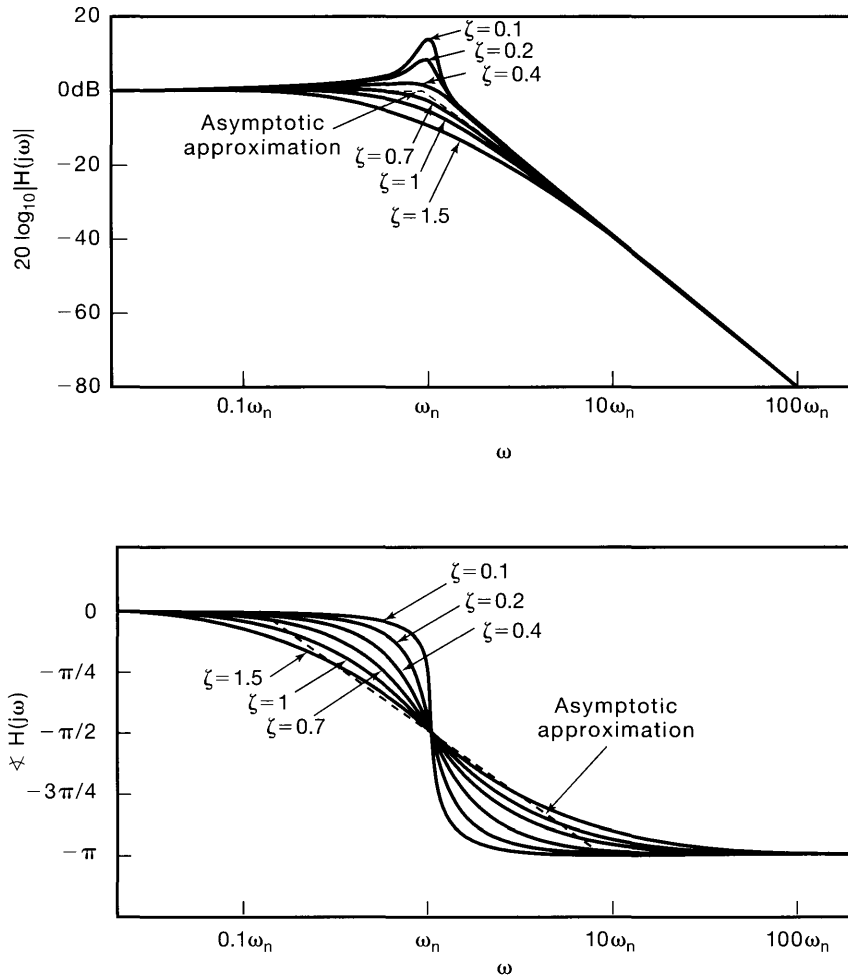 20
ζ=0.1
ζ=0.2
ζ=0.4
0dB
Asymptotic
approximation
ζ=0.7
ζ=1
ζ=1.5
−20
−40
−60
−80
20 log₁₀|H(jω)|
0.1ωₙ
ωₙ
10ωₙ
100ωₙ
ω
ζ=0.1
ζ=0.2
ζ=0.4
0
−π/4
−π/2
−3π/4
−π
∢ H(jω)
ζ=1.5
ζ=1
ζ=0.7
Asymptotic
approximation
0.1ωₙ
ωₙ
10ωₙ
100ωₙ
ω